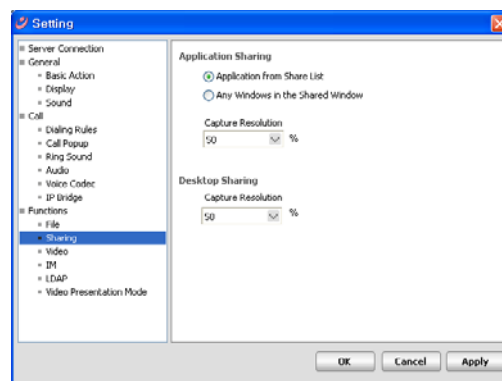 Setting
Server Connection
General
Basic Action
Display
Sound
Call
Dialing Rules
Call Popup
Ring Sound
Audio
Voice Codec
IP Bridge
Functions
File
Sharing
Video
IM
LDAP
Video Presentation Mode
Application Sharing
Application from Share List
Any Windows in the Shared Window
Capture Resolution
50 %
Desktop Sharing
Capture Resolution
50 %
OK Cancel Apply